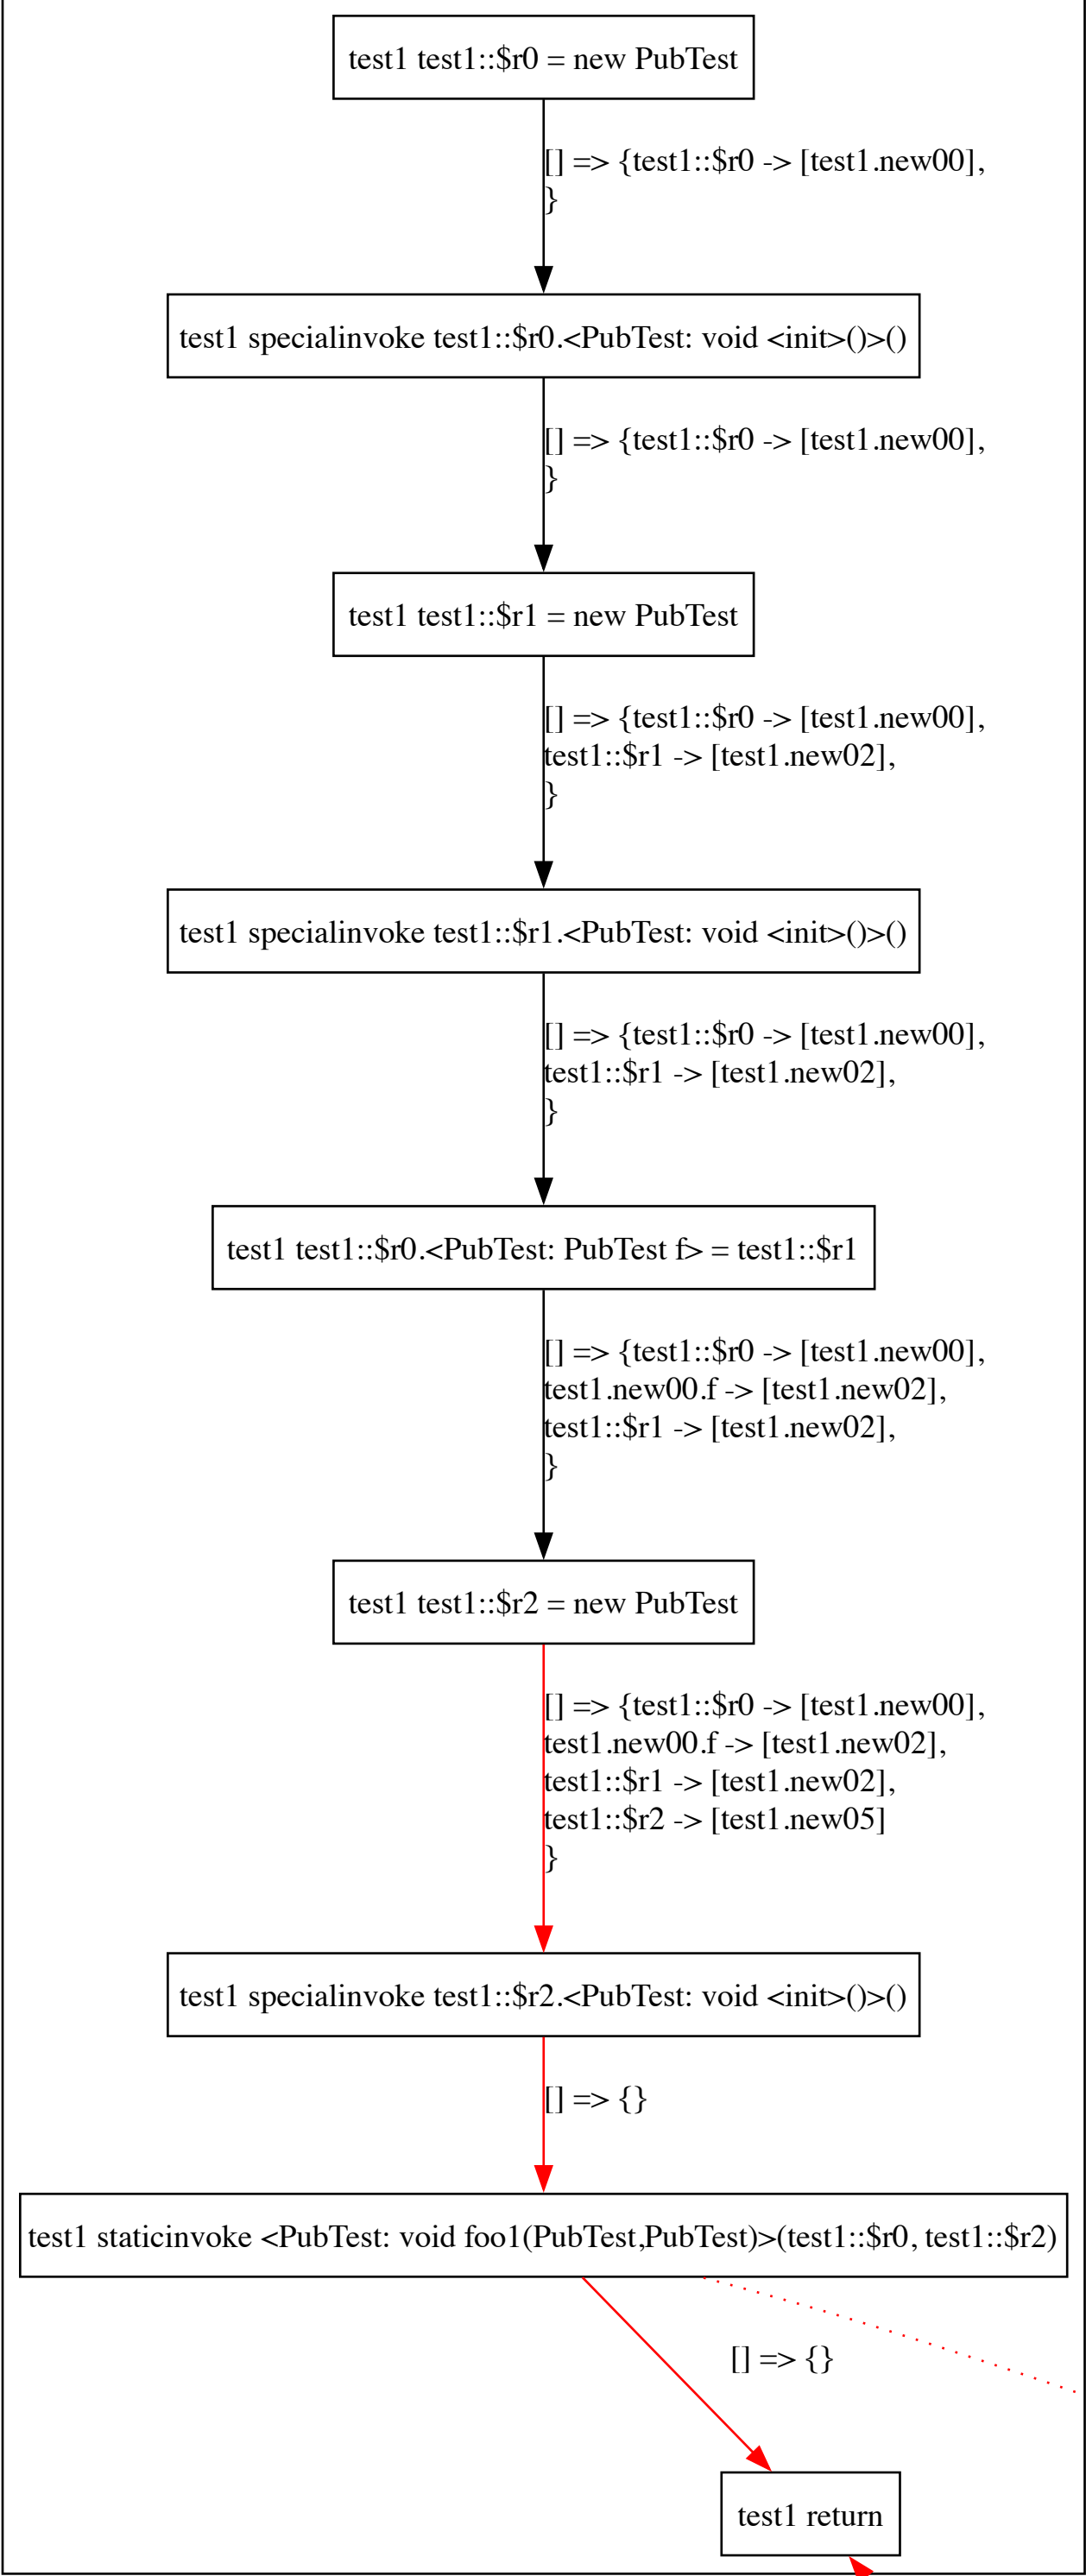 test1 test1::$r0 = new PubTest
[] => {test1::$r0 -> [test1.new00],
}
test1 specialinvoke test1::$r0.<PubTest: void <init>()>()
[] => {test1::$r0 -> [test1.new00],
}
test1 test1::$r1 = new PubTest
[] => {test1::$r0 -> [test1.new00],
test1::$r1 -> [test1.new02],
}
test1 specialinvoke test1::$r1.<PubTest: void <init>()>()
[] => {test1::$r0 -> [test1.new00],
test1::$r1 -> [test1.new02],
}
test1 test1::$r0.<PubTest: PubTest f> = test1::$r1
[] => {test1::$r0 -> [test1.new00],
test1.new00.f -> [test1.new02],
test1::$r1 -> [test1.new02],
}
test1 test1::$r2 = new PubTest
[] => {test1::$r0 -> [test1.new00],
test1.new00.f -> [test1.new02],
test1::$r1 -> [test1.new02],
test1::$r2 -> [test1.new05]
}
test1 specialinvoke test1::$r2.<PubTest: void <init>()>()
[] => {}
test1 staticinvoke <PubTest: void foo1(PubTest,PubTest)>(test1::$r0, test1::$r2)
[] => {}
test1 return